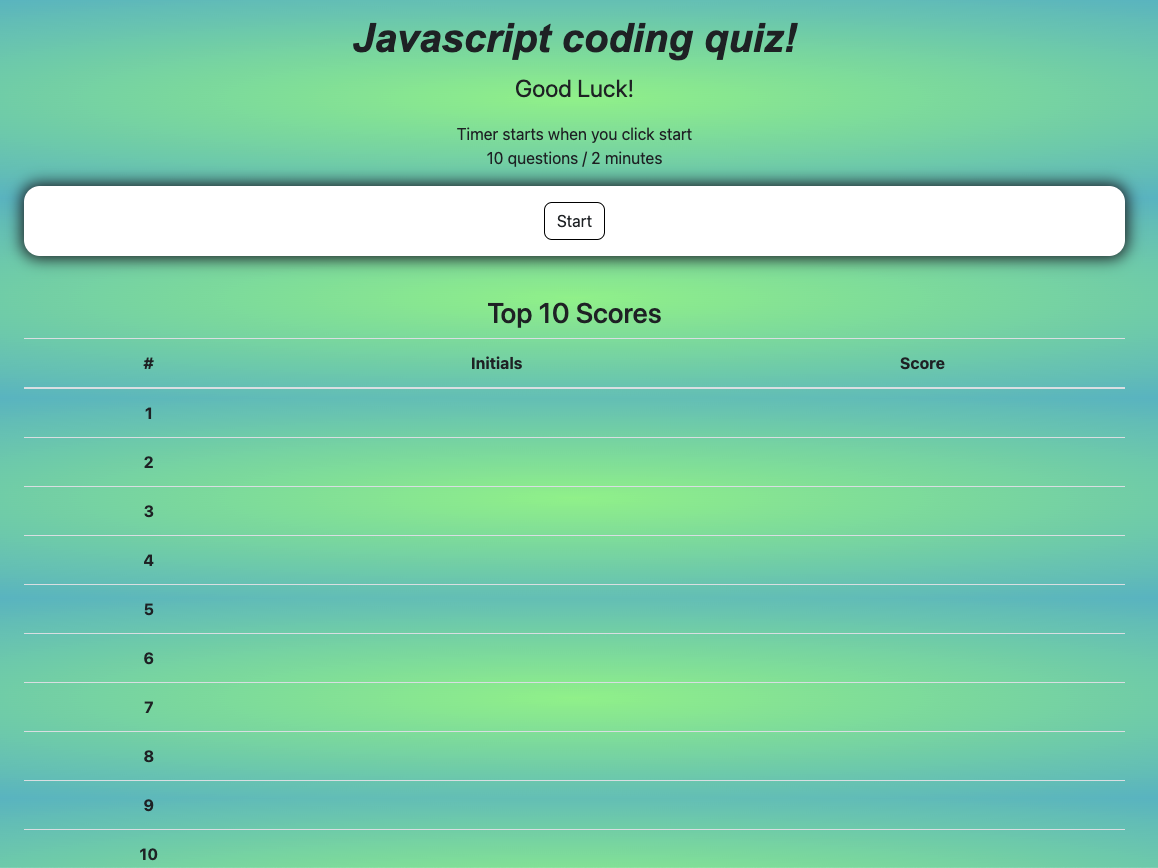 Javascript coding quiz!
Good Luck!
Timer starts when you click start
10 questions / 2 minutes
Start
Top 10 Scores
# Initials Score
1
2
3
4
5
6
7
8
9
10